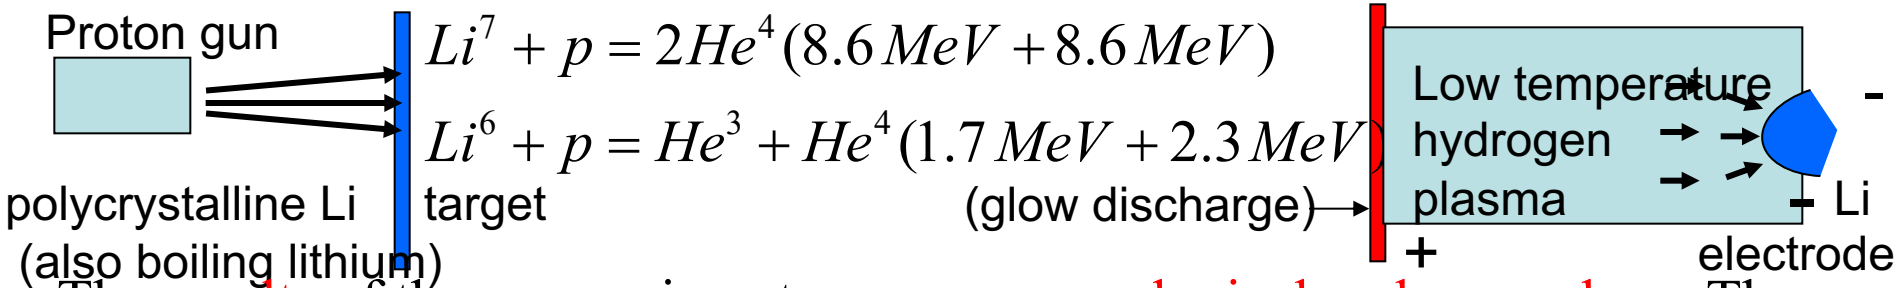 Proton gun
Li⁷ + p = 2He⁴ (8.6 MeV + 8.6 MeV)
Li⁶ + p = He³ + He⁴ (1.7 MeV + 2.3 MeV)
polycrystalline Li target
(also boiling lithium)
(glow discharge)
Low temperature
hydrogen
plasma
-
- Li
electrode
+